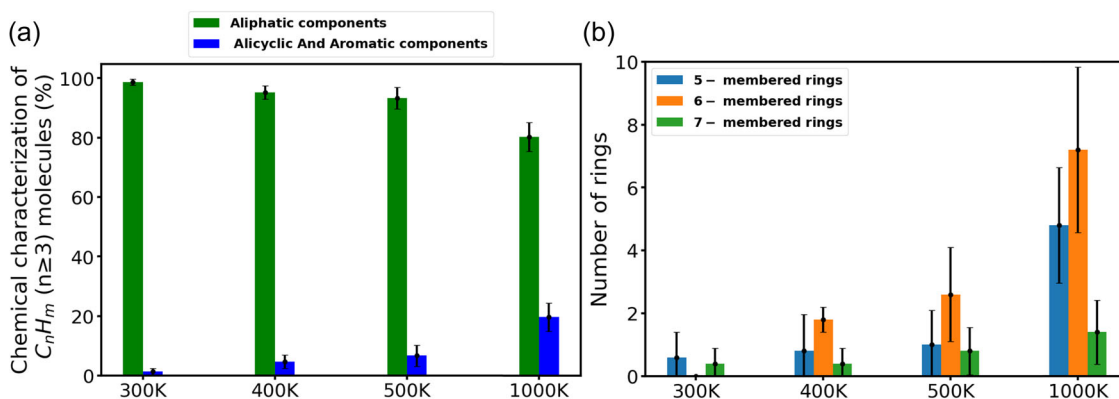 (a)
Aliphatic components
Alicyclic And Aromatic components
Chemical characterization of
CₙHₘ (n≥3) molecules (%)
100
80
60
40
20
0
300K
400K
500K
1000K
(b)
5 − membered rings
6 − membered rings
7 − membered rings
Number of rings
10
8
6
4
2
0
300K
400K
500K
1000K